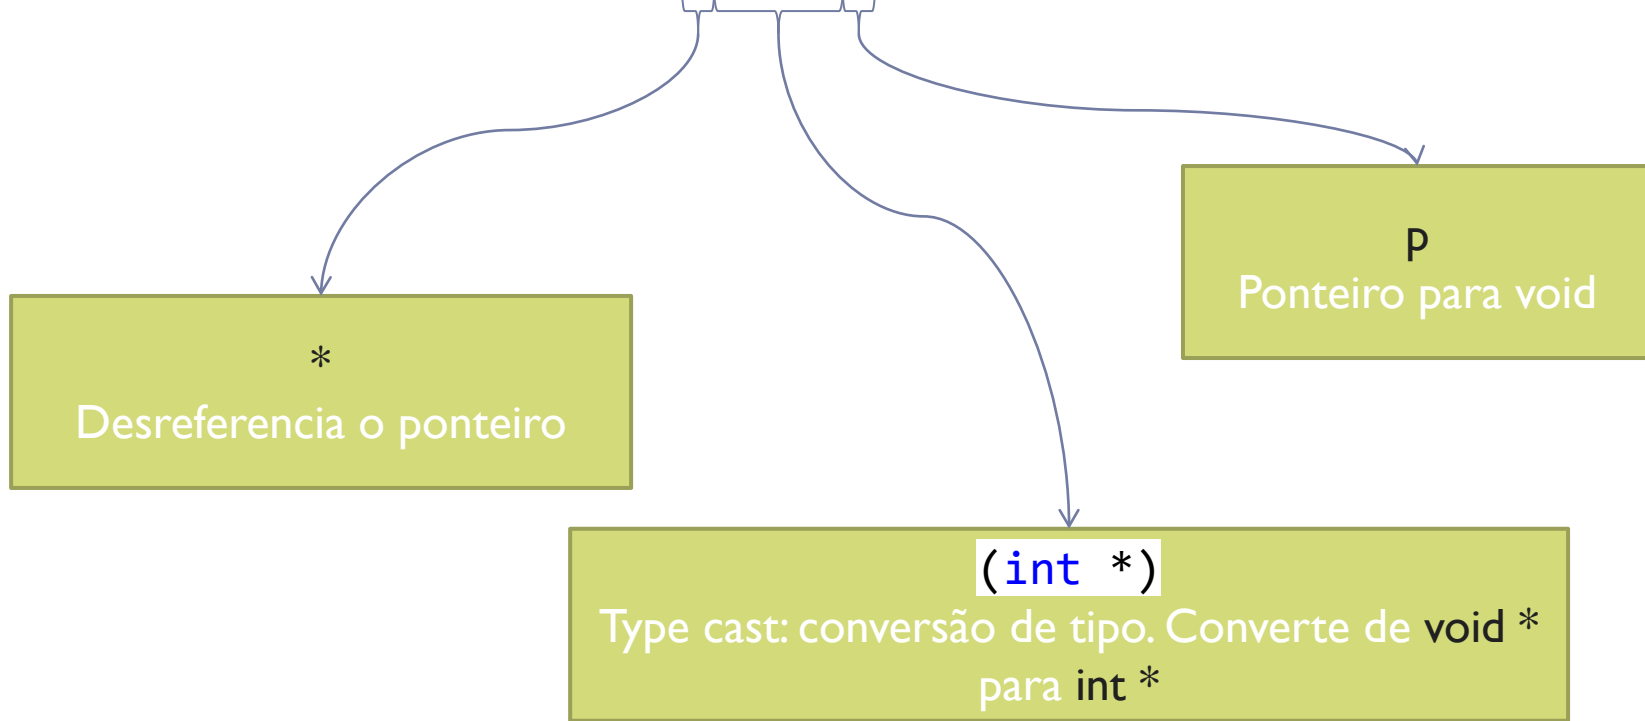 *
Desreferencia o ponteiro
(int *)
Type cast: conversão de tipo. Converte de void *
para int *
p
Ponteiro para void